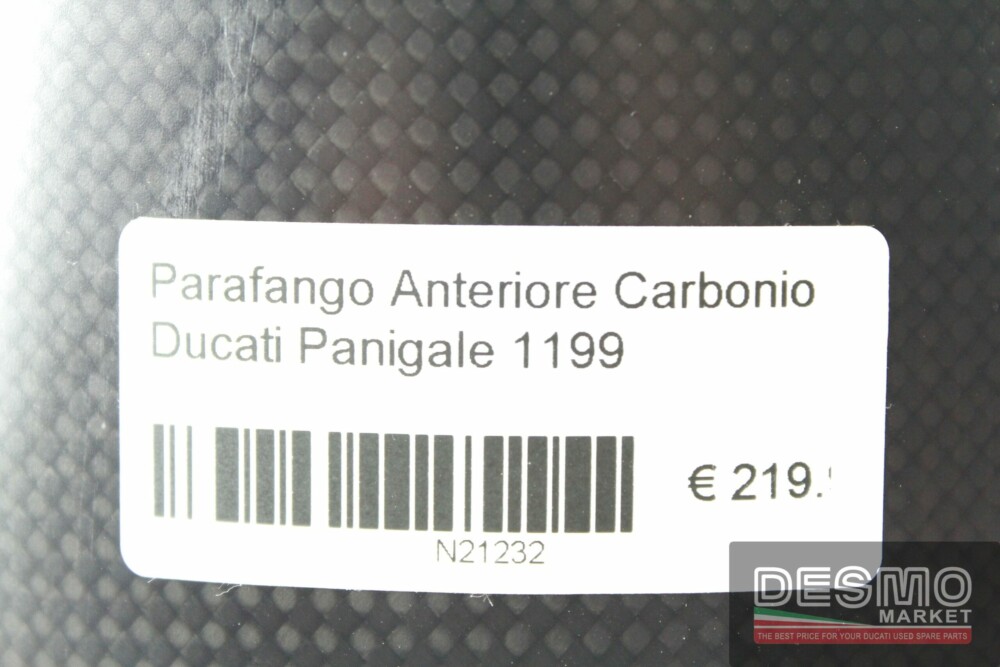 Parafango Anteriore Carbonio
Ducati Panigale 1199
€ 219.
N21232
DESMO
MARKET
THE BEST PRICE FOR YOUR DUCATI USED SPARE PARTS